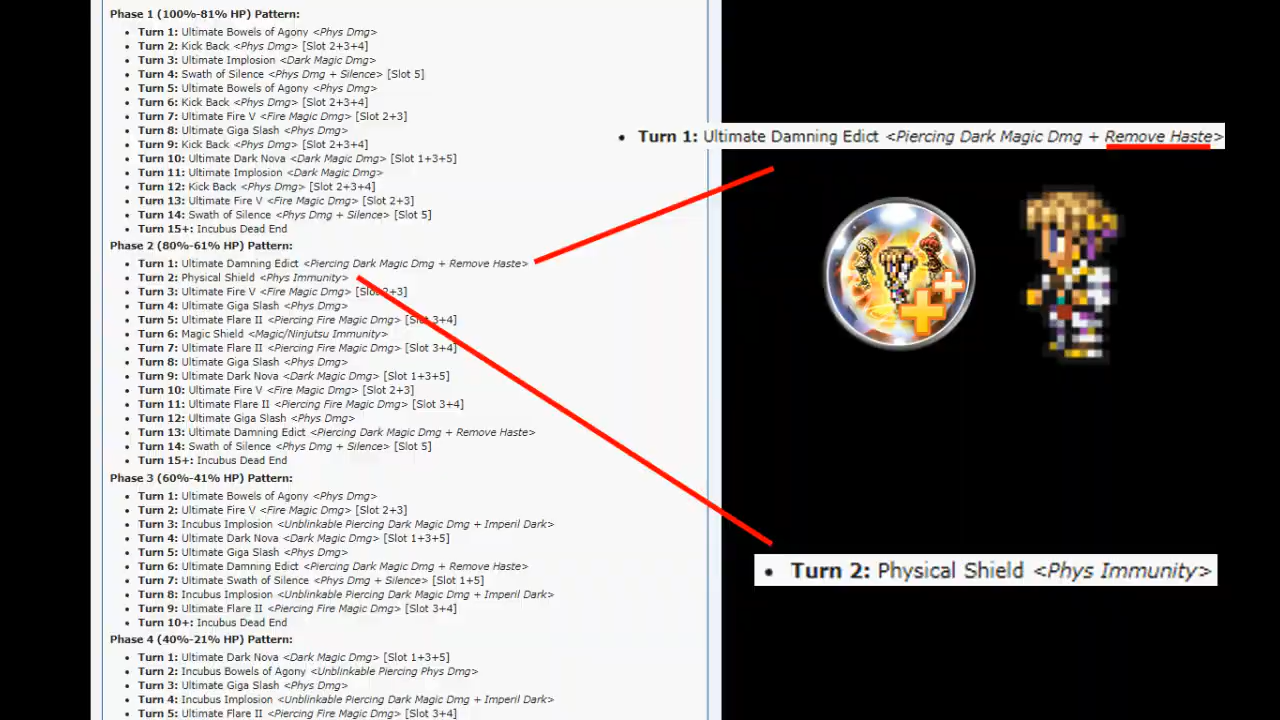 Phase 1 (100%-81% HP) Pattern:
• Turn 1: Ultimate Bowels of Agony <Phys Dmg>
• Turn 2: Kick Back <Phys Dmg> [Slot 2+3+4]
• Turn 3: Ultimate Implosion <Dark Magic Dmg>
• Turn 4: Swath of Silence <Phys Dmg + Silence> [Slot 5]
• Turn 5: Ultimate Bowels of Agony <Phys Dmg>
• Turn 6: Kick Back <Phys Dmg> [Slot 2+3+4]
• Turn 7: Ultimate Fire V <Fire Magic Dmg> [Slot 2+3]
• Turn 8: Ultimate Giga Slash <Phys Dmg>
• Turn 9: Kick Back <Phys Dmg> [Slot 2+3+4]
• Turn 10: Ultimate Dark Nova <Dark Magic Dmg> [Slot 1+3+5]
• Turn 11: Ultimate Implosion <Dark Magic Dmg>
• Turn 12: Kick Back <Phys Dmg> [Slot 2+3+4]
• Turn 13: Ultimate Fire V <Fire Magic Dmg> [Slot 2+3]
• Turn 14: Swath of Silence <Phys Dmg + Silence> [Slot 5]
• Turn 15+: Incubus Dead End
Phase 2 (80%-61% HP) Pattern:
• Turn 1: Ultimate Damning Edict <Piercing Dark Magic Dmg + Remove Haste>
• Turn 2: Physical Shield <Phys Immunity>
• Turn 3: Ultimate Fire V <Fire Magic Dmg> [Slot 2+3]
• Turn 4: Ultimate Giga Slash <Phys Dmg>
• Turn 5: Ultimate Flare II <Piercing Fire Magic Dmg> [Slot 3+4]
• Turn 6: Magic Shield <Magic/Ninjutsu Immunity>
• Turn 7: Ultimate Flare II <Piercing Fire Magic Dmg> [Slot 3+4]
• Turn 8: Ultimate Giga Slash <Phys Dmg>
• Turn 9: Ultimate Dark Nova <Dark Magic Dmg> [Slot 1+3+5]
• Turn 10: Ultimate Fire V <Fire Magic Dmg> [Slot 2+3]
• Turn 11: Ultimate Flare II <Piercing Fire Magic Dmg> [Slot 3+4]
• Turn 12: Ultimate Giga Slash <Phys Dmg>
• Turn 13: Ultimate Damning Edict <Piercing Dark Magic Dmg + Remove Haste>
• Turn 14: Swath of Silence <Phys Dmg + Silence> [Slot 5]
• Turn 15+: Incubus Dead End
Phase 3 (60%-41% HP) Pattern:
• Turn 1: Ultimate Bowels of Agony <Phys Dmg>
• Turn 2: Ultimate Fire V <Fire Magic Dmg> [Slot 2+3]
• Turn 3: Incubus Implosion <Unblinkable Piercing Dark Magic Dmg + Imperil Dark>
• Turn 4: Ultimate Dark Nova <Dark Magic Dmg> [Slot 1+3+5]
• Turn 5: Ultimate Giga Slash <Phys Dmg>
• Turn 6: Ultimate Damning Edict <Piercing Dark Magic Dmg + Remove Haste>
• Turn 7: Ultimate Swath of Silence <Phys Dmg + Silence> [Slot 1+5]
• Turn 8: Incubus Implosion <Unblinkable Piercing Dark Magic Dmg + Imperil Dark>
• Turn 9: Ultimate Flare II <Piercing Fire Magic Dmg> [Slot 3+4]
• Turn 10+: Incubus Dead End
Phase 4 (40%-21% HP) Pattern:
• Turn 1: Ultimate Dark Nova <Dark Magic Dmg> [Slot 1+3+5]
• Turn 2: Incubus Bowels of Agony <Unblinkable Piercing Phys Dmg>
• Turn 3: Ultimate Giga Slash <Phys Dmg>
• Turn 4: Incubus Implosion <Unblinkable Piercing Dark Magic Dmg + Imperil Dark>
• Turn 5: Ultimate Flare II <Piercing Fire Magic Dmg> [Slot 3+4]
• Turn 1: Ultimate Damning Edict <Piercing Dark Magic Dmg + Remove Haste>
• Turn 2: Physical Shield <Phys Immunity>